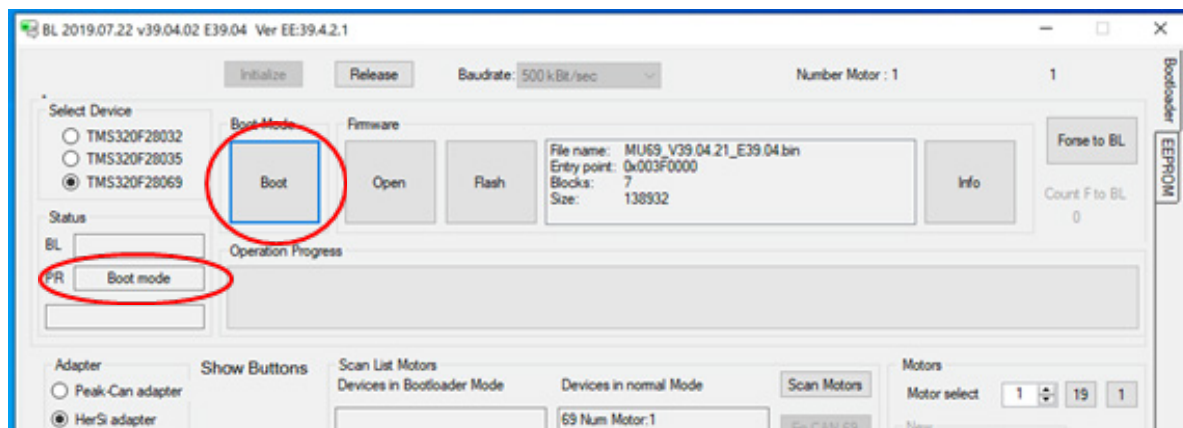 BL 2019.07.22 v39.04.02 E39.04 Ver EE:39.4.2.1
Initialize
Release
Baudrate: 500 kBit/sec
Number Motor : 1
1
Bootloader
EEPROM
Select Device
TMS320F28032
TMS320F28035
TMS320F28069
Boot Mode
Boot
Firmware
Open
Flash
File name: MU69_V39.04.21_E39.04.bin
Entry point: 0x003F0000
Blocks: 7
Size: 138932
Info
Forse to BL
Count F to BL
0
Status
BL
PR Boot mode
Operation Progress
Adapter
Peak-Can adapter
HerSi adapter
Show Buttons
Scan List Motors
Devices in Bootloader Mode
Devices in normal Mode
69 Num Motor:1
Scan Motors
Motors
Motor select 1 19 1
New